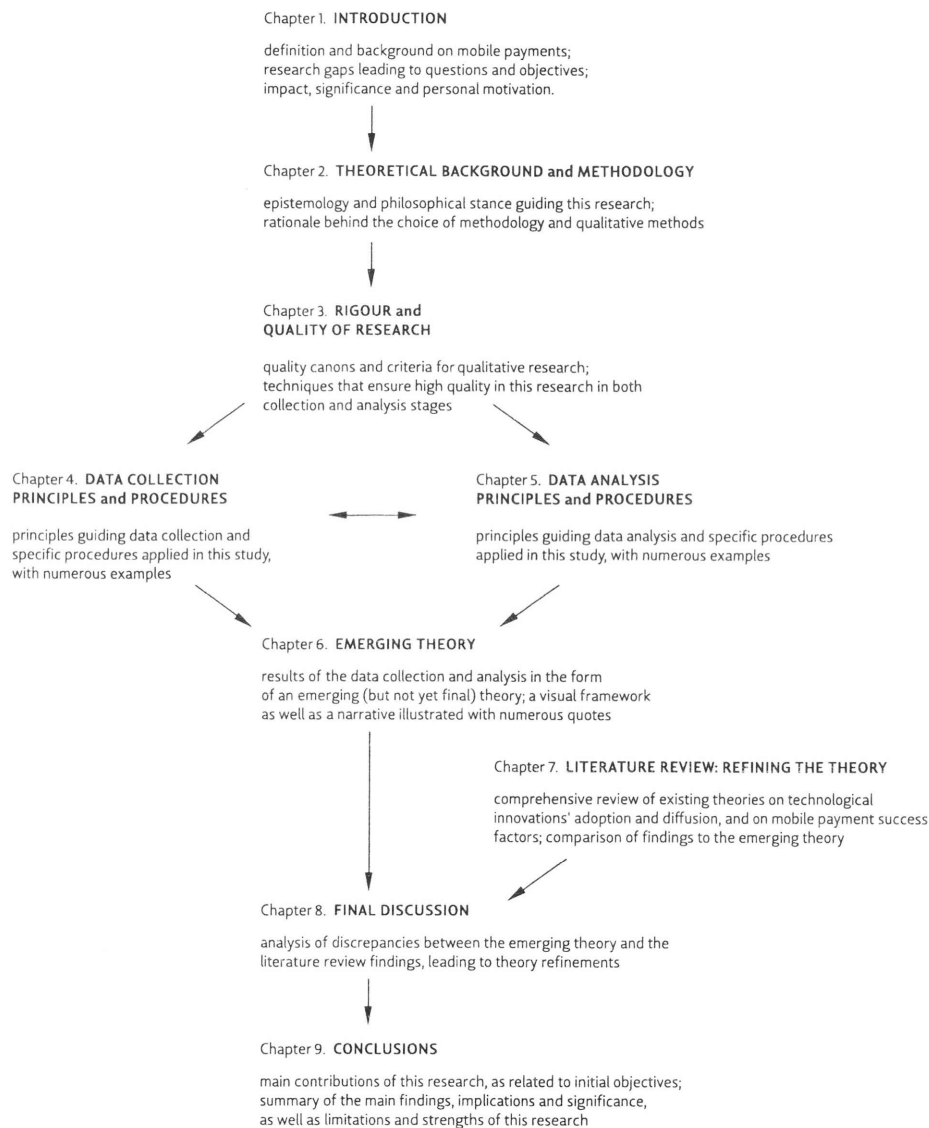 Chapter 1. INTRODUCTION
definition and background on mobile payments;
research gaps leading to questions and objectives;
impact, significance and personal motivation.
Chapter 2. THEORETICAL BACKGROUND and METHODOLOGY
epistemology and philosophical stance guiding this research;
rationale behind the choice of methodology and qualitative methods
Chapter 3. RIGOUR and
QUALITY OF RESEARCH
quality canons and criteria for qualitative research;
techniques that ensure high quality in this research in both
collection and analysis stages
Chapter 4. DATA COLLECTION
PRINCIPLES and PROCEDURES
principles guiding data collection and
specific procedures applied in this study,
with numerous examples
Chapter 5. DATA ANALYSIS
PRINCIPLES and PROCEDURES
principles guiding data analysis and specific procedures
applied in this study, with numerous examples
Chapter 6. EMERGING THEORY
results of the data collection and analysis in the form
of an emerging (but not yet final) theory; a visual framework
as well as a narrative illustrated with numerous quotes
Chapter 7. LITERATURE REVIEW: REFINING THE THEORY
comprehensive review of existing theories on technological
innovations' adoption and diffusion, and on mobile payment success
factors; comparison of findings to the emerging theory
Chapter 8. FINAL DISCUSSION
analysis of discrepancies between the emerging theory and the
literature review findings, leading to theory refinements
Chapter 9. CONCLUSIONS
main contributions of this research, as related to initial objectives;
summary of the main findings, implications and significance,
as well as limitations and strengths of this research